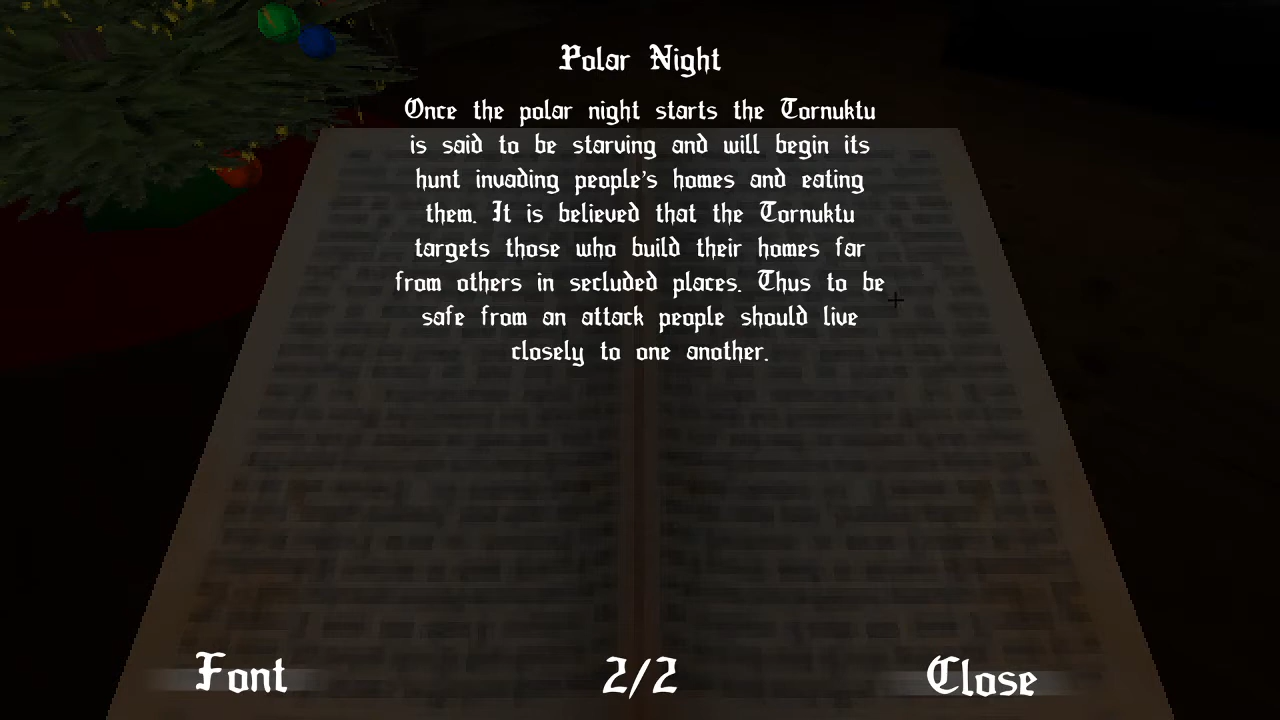 Polar Night
Once the polar night starts the Tornuktu
is said to be starving and will begin its
hunt invading people's homes and eating
them. It is believed that the Tornuktu
targets those who build their homes far
from others in secluded places. Thus to be
safe from an attack people should live
closely to one another.
Font
2/2
Close